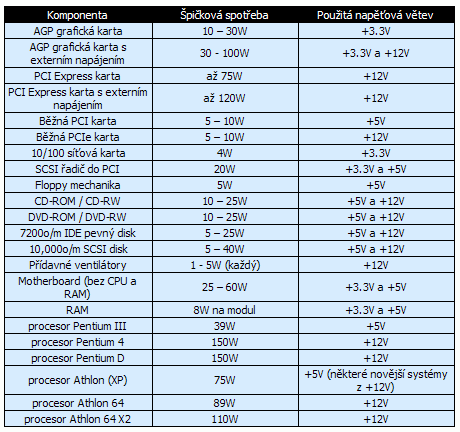 Komponenta Špičková spotřeba Použitá napěťová větev
AGP grafická karta 10 – 30W +3.3V
AGP grafická karta s externím napájením 30 - 100W +3.3V a +12V
PCI Express karta až 75W +12V
PCI Express karta s externím napájením až 120W +12V
Běžná PCI karta 5 – 10W +5V
Běžná PCIe karta 5 – 10W +12V
10/100 síťová karta 4W +3.3V
SCSI řadič do PCI 20W +3.3V a +5V
Floppy mechanika 5W +5V
CD-ROM / CD-RW 10 – 25W +5V a +12V
DVD-ROM / DVD-RW 10 – 25W +5V a +12V
7200o/m IDE pevný disk 5 – 25W +5V a +12V
10,000o/m SCSI disk 5 – 40W +5V a +12V
Přídavné ventilátory 1 - 5W (každý) +12V
Motherboard (bez CPU a RAM) 25 – 60W +3.3V a +5V
RAM 8W na modul +3.3V a +5V
procesor Pentium III 39W +5V
procesor Pentium 4 150W +12V
procesor Pentium D 150W +12V
procesor Athlon (XP) 75W +5V (některé novější systémy z +12V)
procesor Athlon 64 89W +12V
procesor Athlon 64 X2 110W +12V